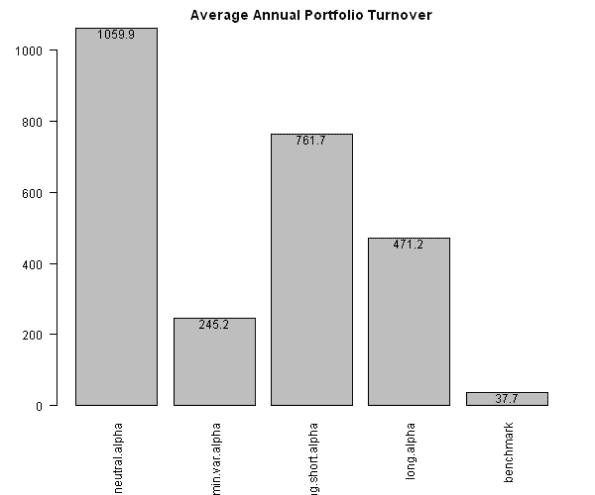 Average Annual Portfolio Turnover
1000
800
600
400
200
0
1059.9
245.2
761.7
471.2
37.7
neutral.alpha
min.var.alpha
g.short.alpha
long.alpha
benchmark